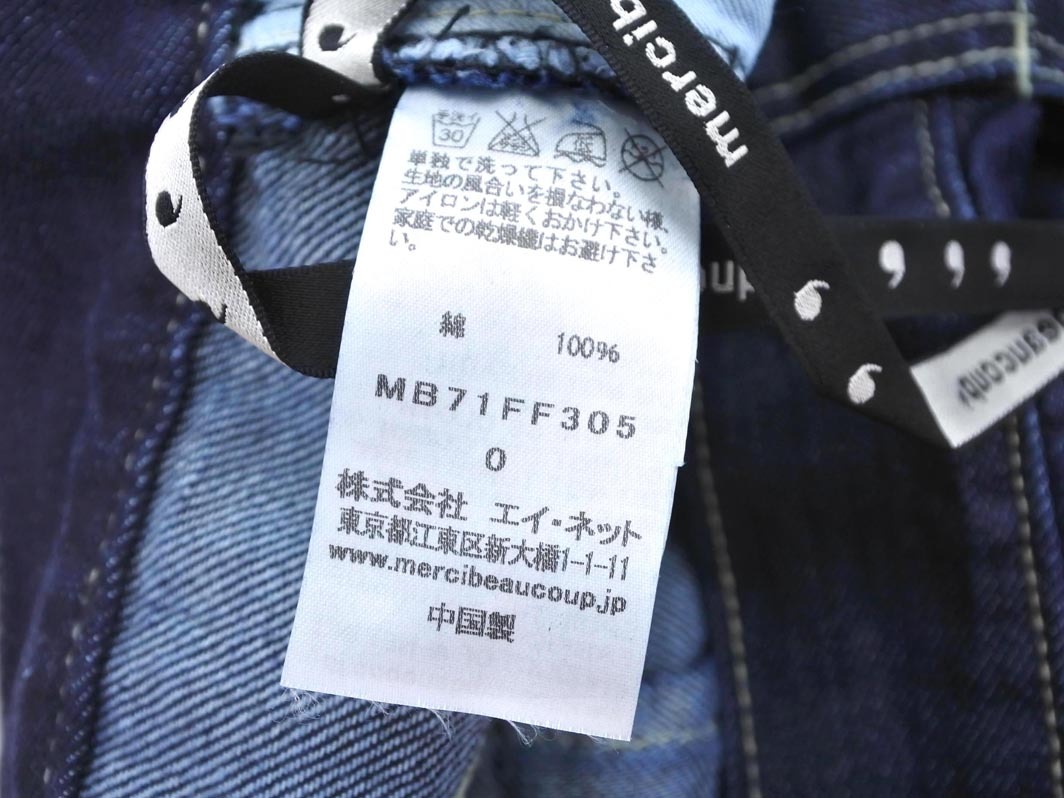 mercib
手洗イ
30
単独で洗って下さい。
生地の風合いを損なわない様、
アイロンは軽くおかけ下さい。
家庭での乾燥機はお避け下さ
い。
綿 100%
MB71FF305
0
株式会社 エイ・ネット
東京都江東区新大橋1-1-11
www.mercibeaucoup.jp
中国製